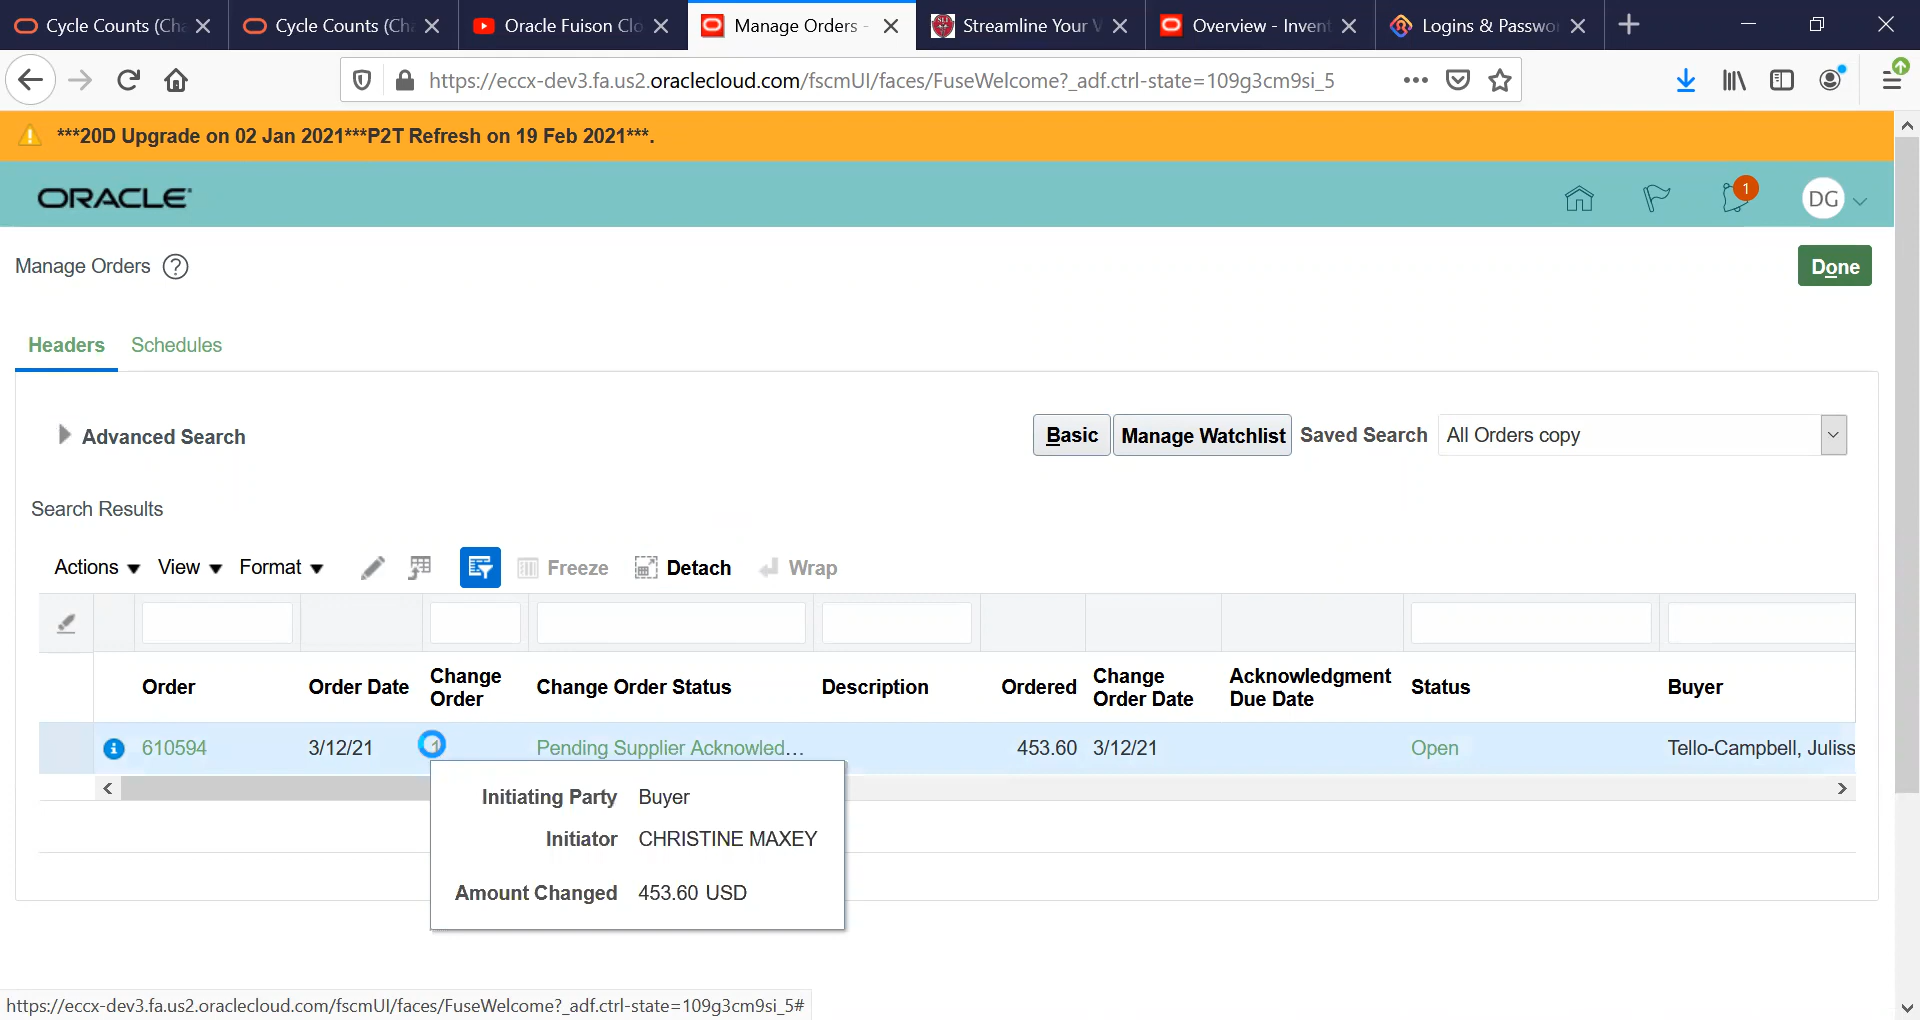 Cycle Counts (Cha
Cycle Counts (Cha
Oracle Fuison Clo
Manage Orders -
Streamline Your V
Overview - Invent
Logins & Passwor
https://eccx-dev3.fa.us2.oraclecloud.com/fscmUI/faces/FuseWelcome?_adf.ctrl-state=109g3cm9si_5
***20D Upgrade on 02 Jan 2021***P2T Refresh on 19 Feb 2021***.
ORACLE
1
DG
Manage Orders ?
Done
Headers Schedules
Advanced Search
Basic Manage Watchlist Saved Search All Orders copy
Search Results
Actions View Format Freeze Detach Wrap
Order Order Date Change Order Change Order Status Description Ordered Change Order Date Acknowledgment Due Date Status Buyer
610594 3/12/21 1 Pending Supplier Acknowled... 453.60 3/12/21 Open Tello-Campbell, Juliss
Initiating Party Buyer
Initiator CHRISTINE MAXEY
Amount Changed 453.60 USD
https://eccx-dev3.fa.us2.oraclecloud.com/fscmUI/faces/FuseWelcome?_adf.ctrl-state=109g3cm9si_5#